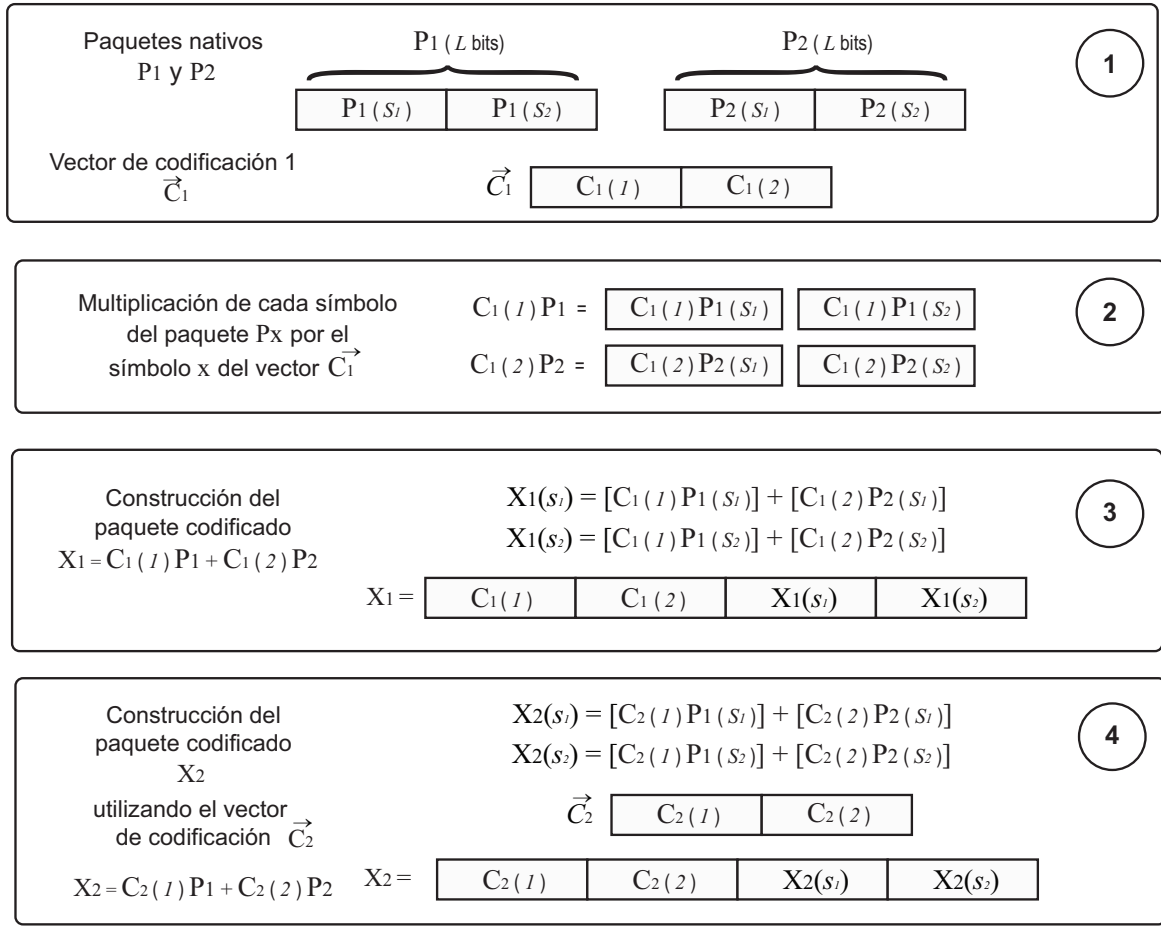 Paquetes nativos
P1 y P2
P1 ( L bits)
P2 ( L bits)
1
P1 ( S1 )
P1 ( S2 )
P2 ( S1 )
P2 ( S2 )
Vector de codificación 1
C⃗1
C⃗1
C1 ( 1 )
C1 ( 2 )
Multiplicación de cada símbolo
del paquete Px por el
símbolo x del vector C⃗1
C1 ( 1 ) P1 =
C1 ( 1 ) P1 ( S1 )
C1 ( 1 ) P1 ( S2 )
C1 ( 2 ) P2 =
C1 ( 2 ) P2 ( S1 )
C1 ( 2 ) P2 ( S2 )
2
Construcción del
paquete codificado
X1 = C1 ( 1 ) P1 + C1 ( 2 ) P2
X1(s1) = [C1 ( 1 ) P1 ( S1 )] + [C1 ( 2 ) P2 ( S1 )]
X1(s2) = [C1 ( 1 ) P1 ( S2 )] + [C1 ( 2 ) P2 ( S2 )]
3
X1 =
C1 ( 1 )
C1 ( 2 )
X1(s1)
X1(s2)
Construcción del
paquete codificado
X2
utilizando el vector
de codificación C⃗2
X2 = C2 ( 1 ) P1 + C2 ( 2 ) P2
X2(s1) = [C2 ( 1 ) P1 ( S1 )] + [C2 ( 2 ) P2 ( S1 )]
X2(s2) = [C2 ( 1 ) P1 ( S2 )] + [C2 ( 2 ) P2 ( S2 )]
4
C⃗2
C2 ( 1 )
C2 ( 2 )
X2 =
C2 ( 1 )
C2 ( 2 )
X2(s1)
X2(s2)